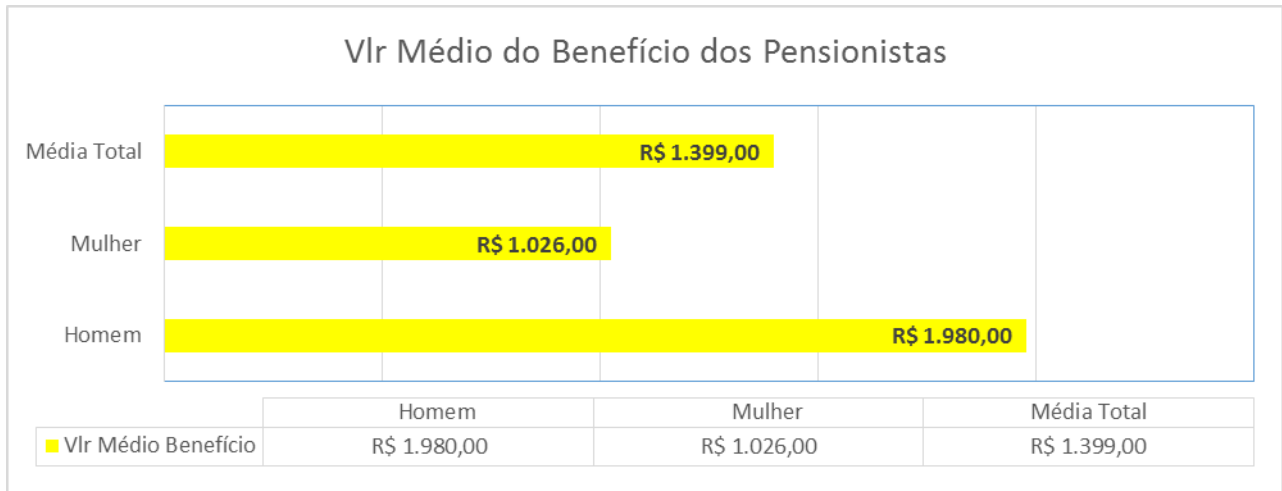 Vlr Médio do Benefício dos Pensionistas
Média Total
R$ 1.399,00
Mulher
R$ 1.026,00
Homem
R$ 1.980,00
Homem Mulher Média Total
Vlr Médio Benefício R$ 1.980,00 R$ 1.026,00 R$ 1.399,00